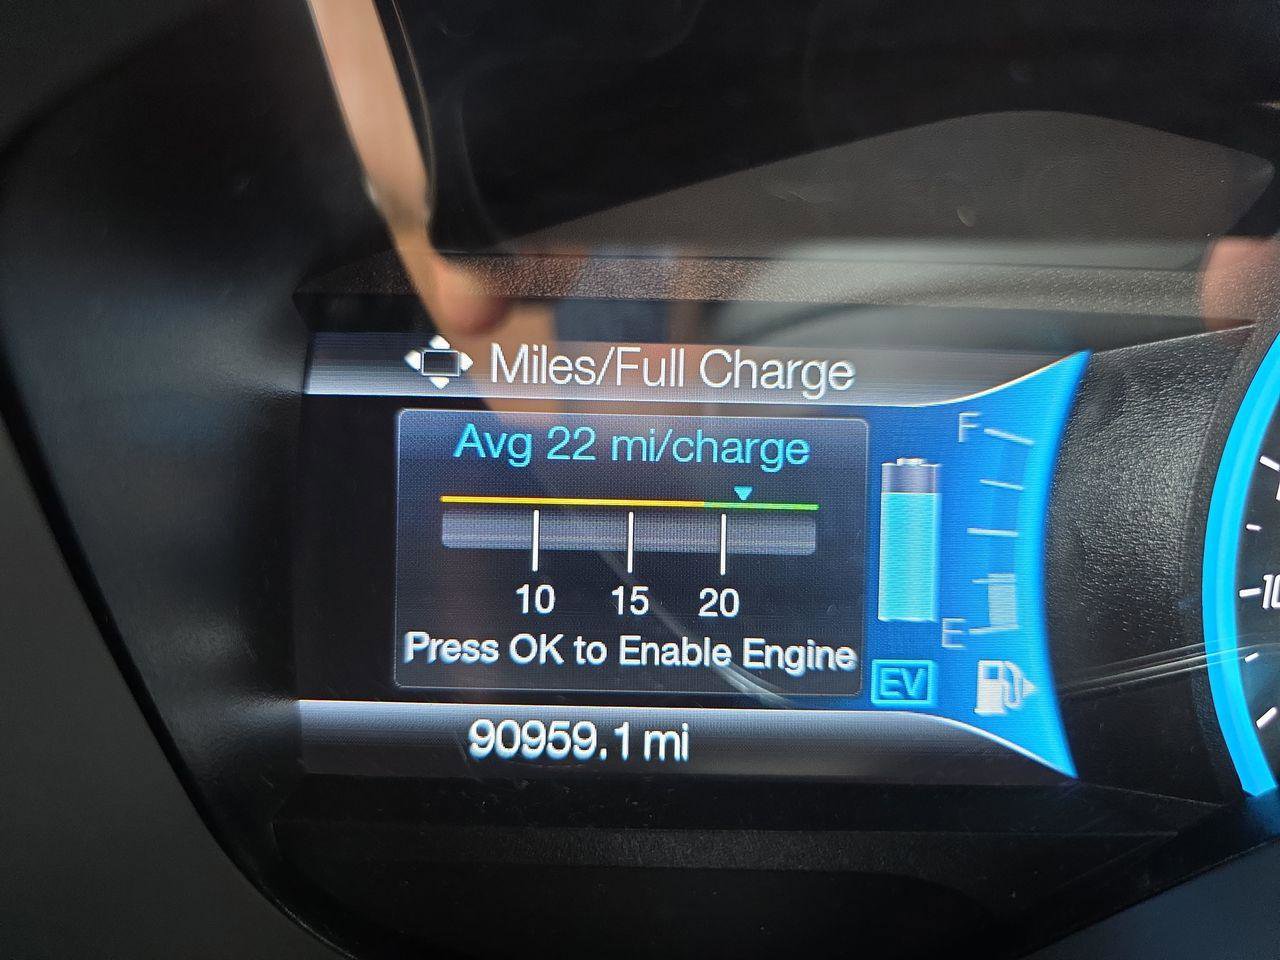 Miles/Full Charge
Avg 22 mi/charge
F
10 15 20
E
Press OK to Enable Engine
EV
90959.1 mi